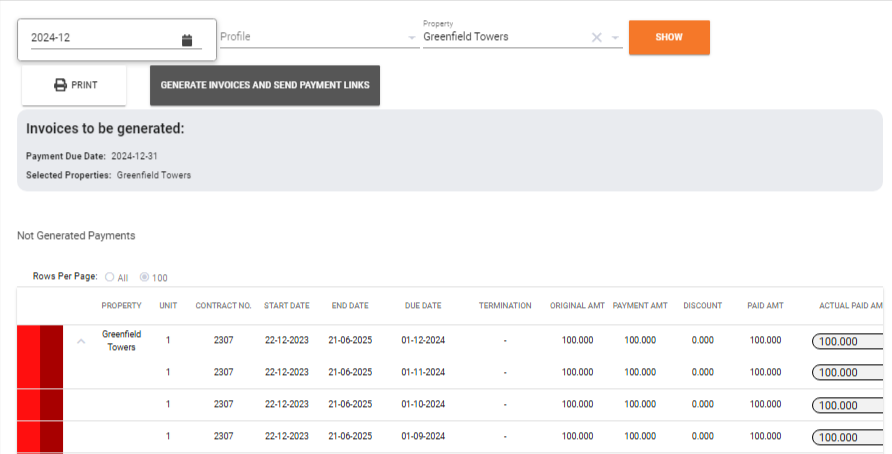 Property
2024-12 Profile Greenfield Towers SHOW
PRINT GENERATE INVOICES AND SEND PAYMENT LINKS
Invoices to be generated:
Payment Due Date: 2024-12-31
Selected Properties: Greenfield Towers
Not Generated Payments
Rows Per Page: All 100
PROPERTY UNIT CONTRACT NO. START DATE END DATE DUE DATE TERMINATION ORIGINAL AMT PAYMENT AMT DISCOUNT PAID AMT ACTUAL PAID AM
Greenfield Towers 1 2307 22-12-2023 21-06-2025 01-12-2024 - 100.000 100.000 0.000 100.000 100.000
1 2307 22-12-2023 21-06-2025 01-11-2024 - 100.000 100.000 0.000 100.000 100.000
1 2307 22-12-2023 21-06-2025 01-10-2024 - 100.000 100.000 0.000 100.000 100.000
1 2307 22-12-2023 21-06-2025 01-09-2024 - 100.000 100.000 0.000 100.000 100.000